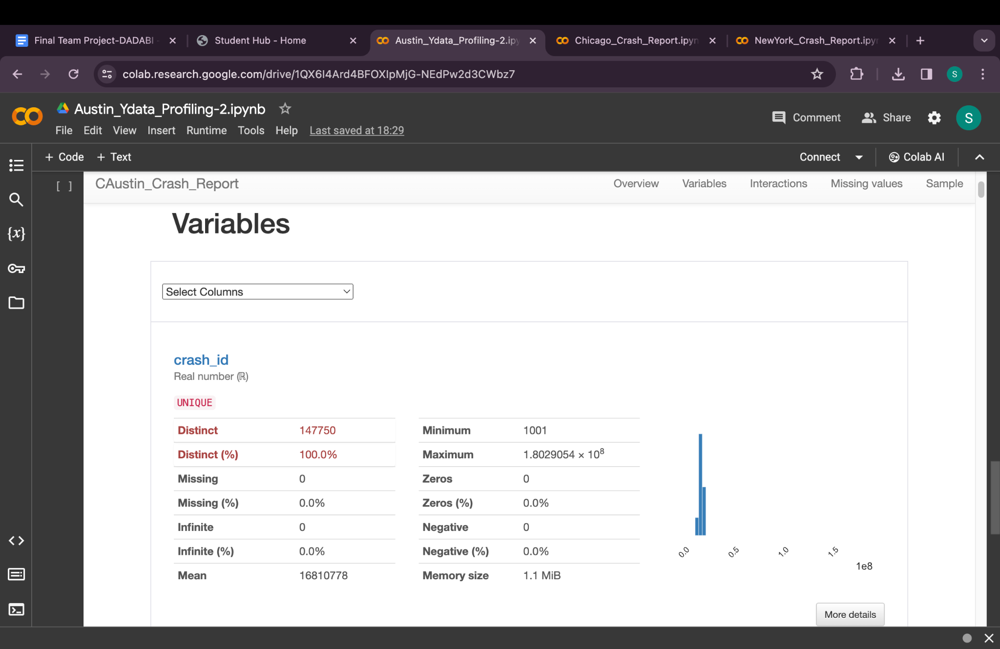 Final Team Project-DADABI
Student Hub - Home
Austin_Ydata_Profiling-2.ipy
Chicago_Crash_Report.ipyn
NewYork_Crash_Report.ipyn
colab.research.google.com/drive/1QX6I4Ard4BFOXIpMjG-NEdPw2d3CWbz7
S
Austin_Ydata_Profiling-2.ipynb
Comment
Share
S
File Edit View Insert Runtime Tools Help Last saved at 18:29
+ Code + Text
Connect
Colab AI
[ ]
CAustin_Crash_Report
Overview Variables Interactions Missing values Sample
{x}
Variables
Select Columns
crash_id
Real number (ℝ)
UNIQUE
Distinct 147750
Distinct (%) 100.0%
Missing 0
Missing (%) 0.0%
Infinite 0
Infinite (%) 0.0%
Mean 16810778
Minimum 1001
Maximum 1.8029054 × 10⁸
Zeros 0
Zeros (%) 0.0%
Negative 0
Negative (%) 0.0%
Memory size 1.1 MiB
0.0 0.5 1.0 1.5
1e8
More details